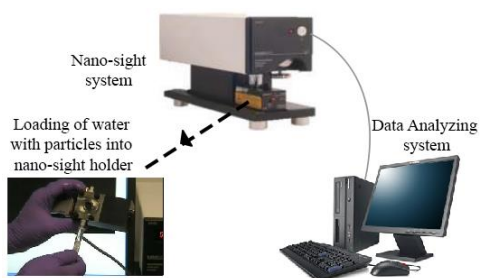 Nano-sight
system
Loading of water
with particles into
nano-sight holder
Data Analyzing
system